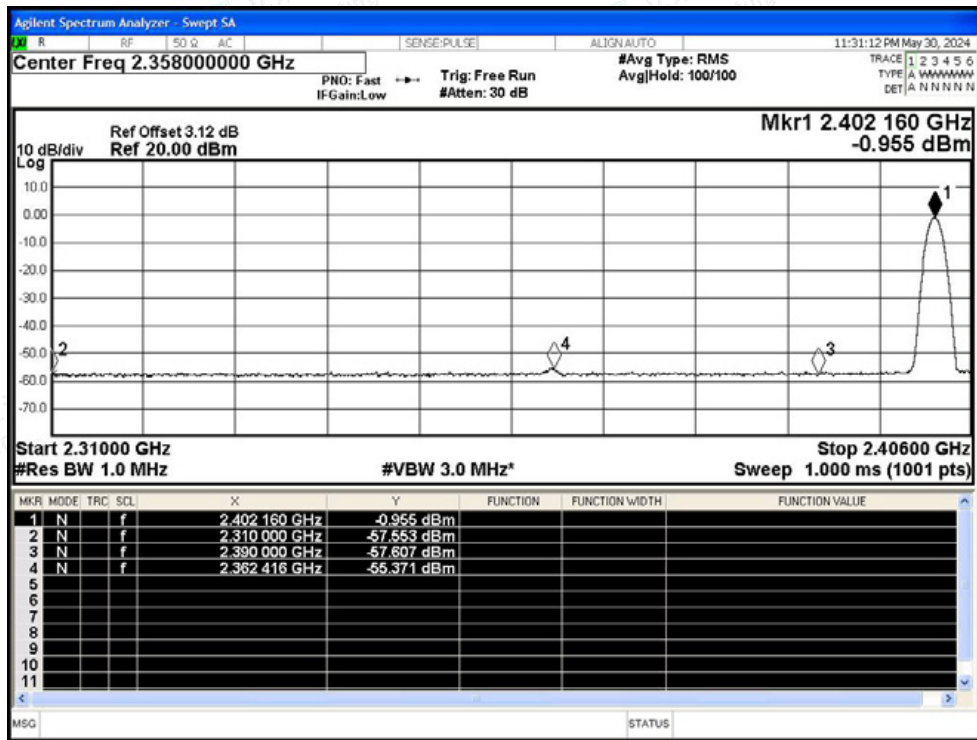 Agilent Spectrum Analyzer - Swept SA
LXI R RF 50 Ω AC SENSE:PULSE ALIGNAUTO 11:31:12 PM May 30, 2024
Center Freq 2.358000000 GHz #Avg Type: RMS TRACE 1 2 3 4 5 6
PNO: Fast Trig: Free Run Avg|Hold: 100/100 TYPE A WWWWW
IFGain:Low #Atten: 30 dB DET A N N N N N
Ref Offset 3.12 dB Mkr1 2.402 160 GHz
10 dB/div Ref 20.00 dBm -0.955 dBm
Log
10.0
1
0.00
-10.0
-20.0
-30.0
-40.0
-50.0 2 4 3
-60.0
-70.0
Start 2.31000 GHz Stop 2.40600 GHz
#Res BW 1.0 MHz #VBW 3.0 MHz* Sweep 1.000 ms (1001 pts)
MKR MODE TRC SCL X Y FUNCTION FUNCTION WIDTH FUNCTION VALUE
1 N f 2.402 160 GHz -0.955 dBm
2 N f 2.310 000 GHz -57.553 dBm
3 N f 2.390 000 GHz -57.607 dBm
4 N f 2.362 416 GHz -55.371 dBm
5
6
7
8
9
10
11
MSG STATUS